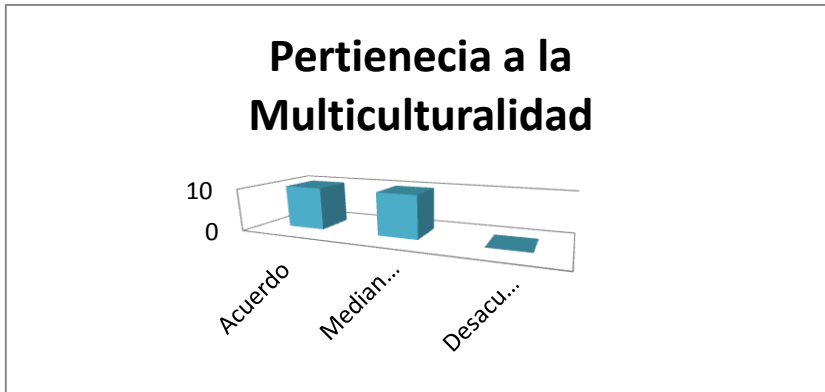 Pertienecia a la
Multiculturalidad
10
0
Acuerdo
Median...
Desacu...